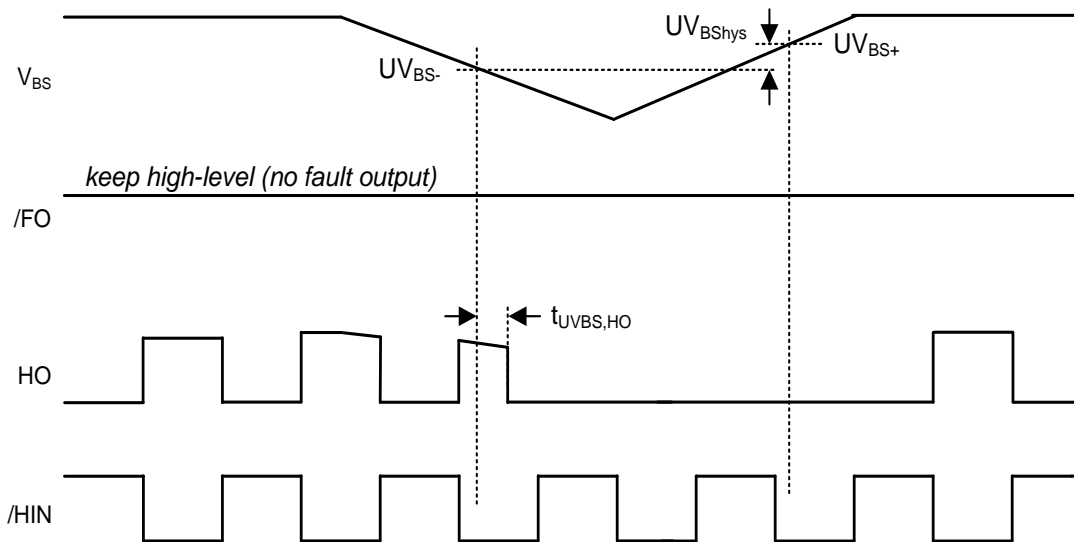 UVBShys
UVBS+
UVBS-
VBS
keep high-level (no fault output)
/FO
tUVBS,HO
HO
/HIN